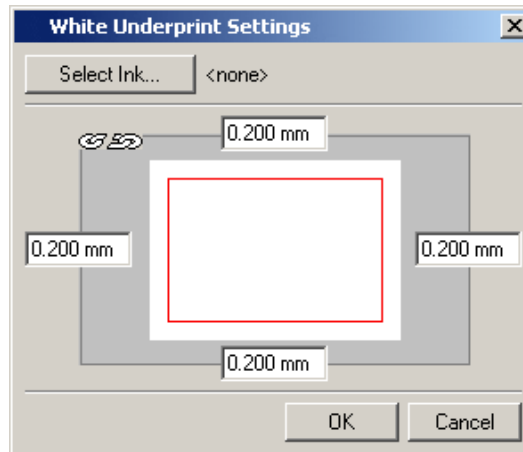 White Underprint Settings
Select Ink... <none>
0.200 mm
0.200 mm 0.200 mm
0.200 mm
OK Cancel